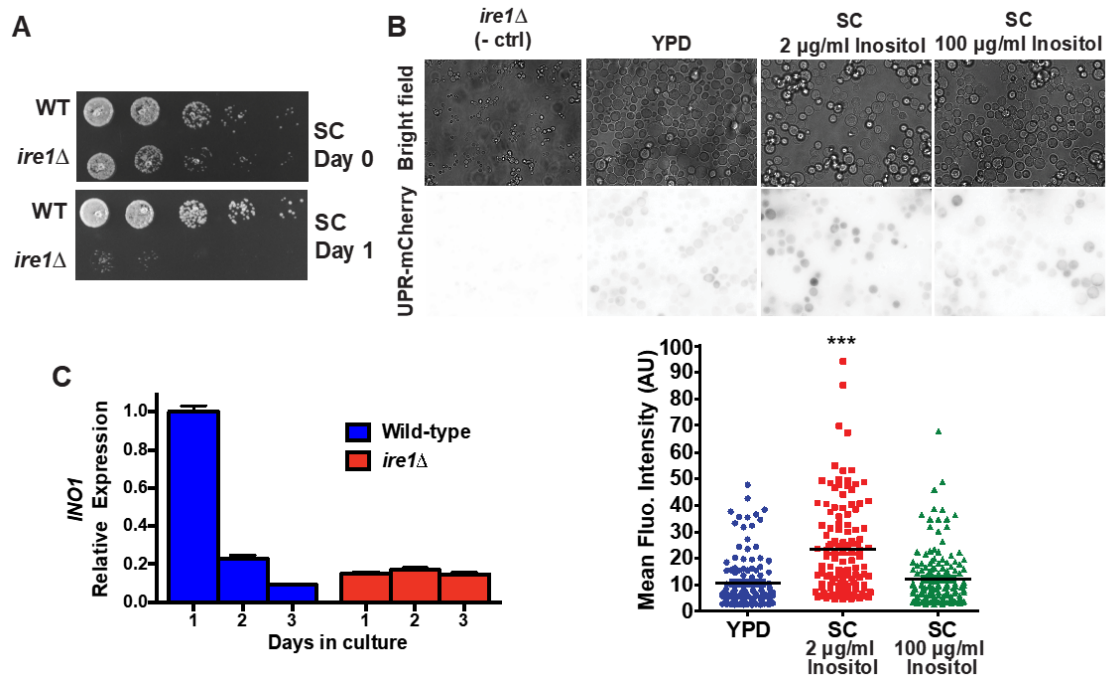 A
WT
ire1Δ
SC
Day 0
WT
ire1Δ
SC
Day 1
B
ire1Δ
(- ctrl)
YPD
SC
2 µg/ml Inositol
SC
100 µg/ml Inositol
Bright field
UPR-mCherry
C
INO1
Relative Expression
1.0
0.8
0.6
0.4
0.2
0.0
1
2
3
1
2
3
Days in culture
Wild-type
ire1Δ
Mean Fluo. Intensity (AU)
100
90
80
70
60
50
40
30
20
10
0
***
YPD
SC
2 µg/ml
Inositol
SC
100 µg/ml
Inositol